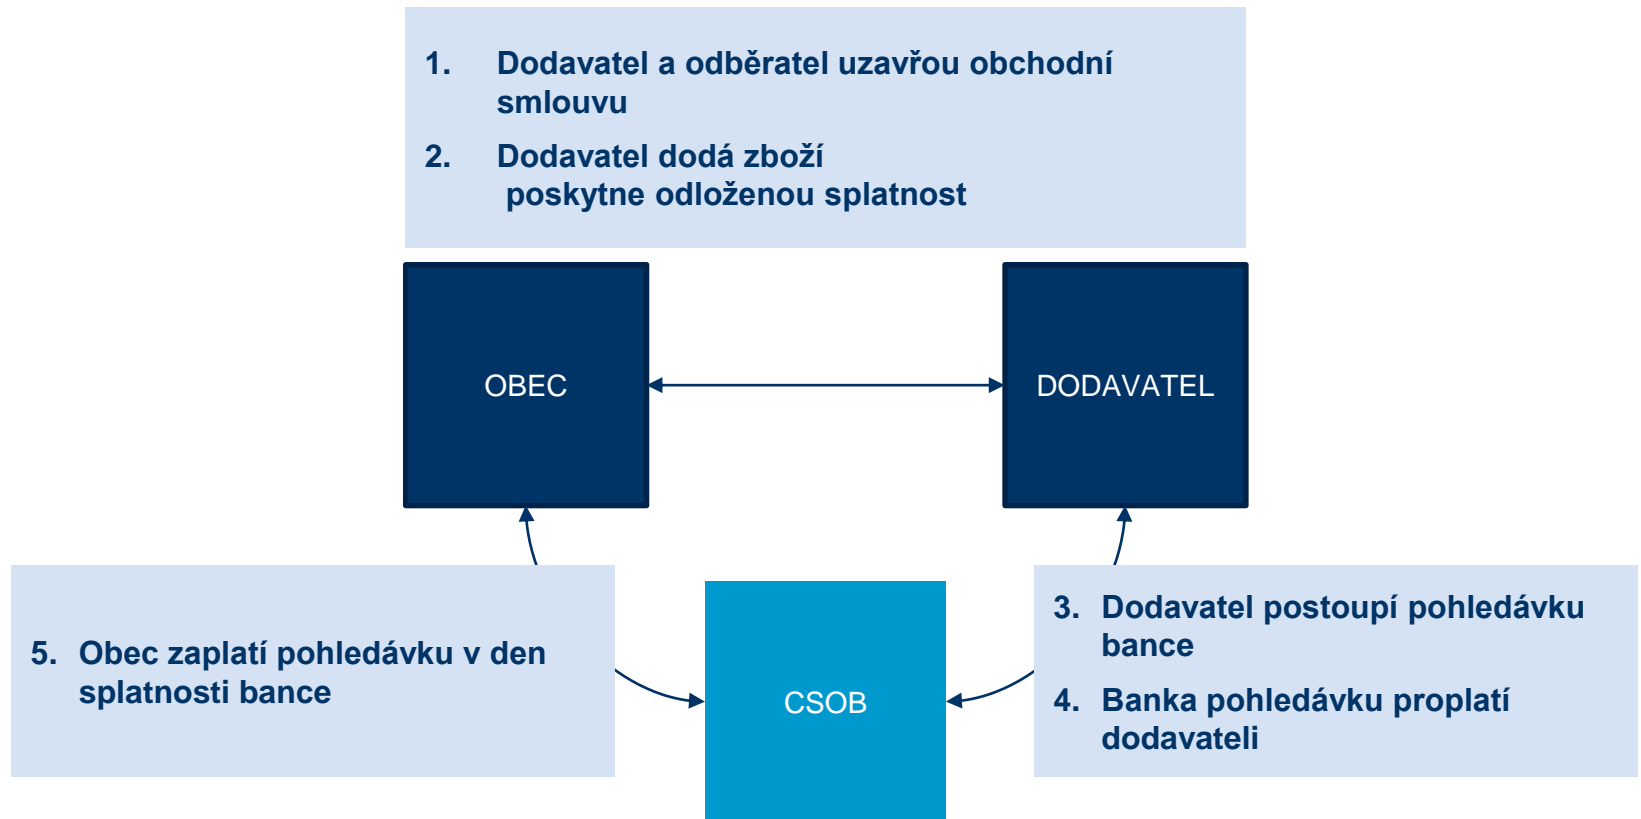 1. Dodavatel a odběratel uzavřou obchodní
smlouvu
2. Dodavatel dodá zboží
poskytne odloženou splatnost
OBEC
DODAVATEL
5. Obec zaplatí pohledávku v den
splatnosti bance
CSOB
3. Dodavatel postoupí pohledávku
bance
4. Banka pohledávku proplatí
dodavateli